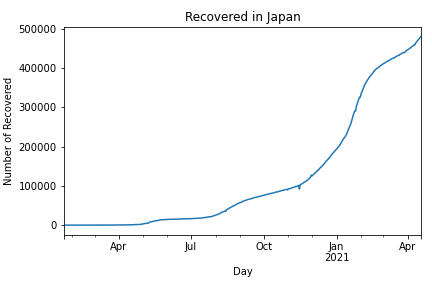 Recovered in Japan
Number of Recovered
500000
400000
300000
200000
100000
0
Apr
Jul
Oct
Jan
2021
Apr
Day